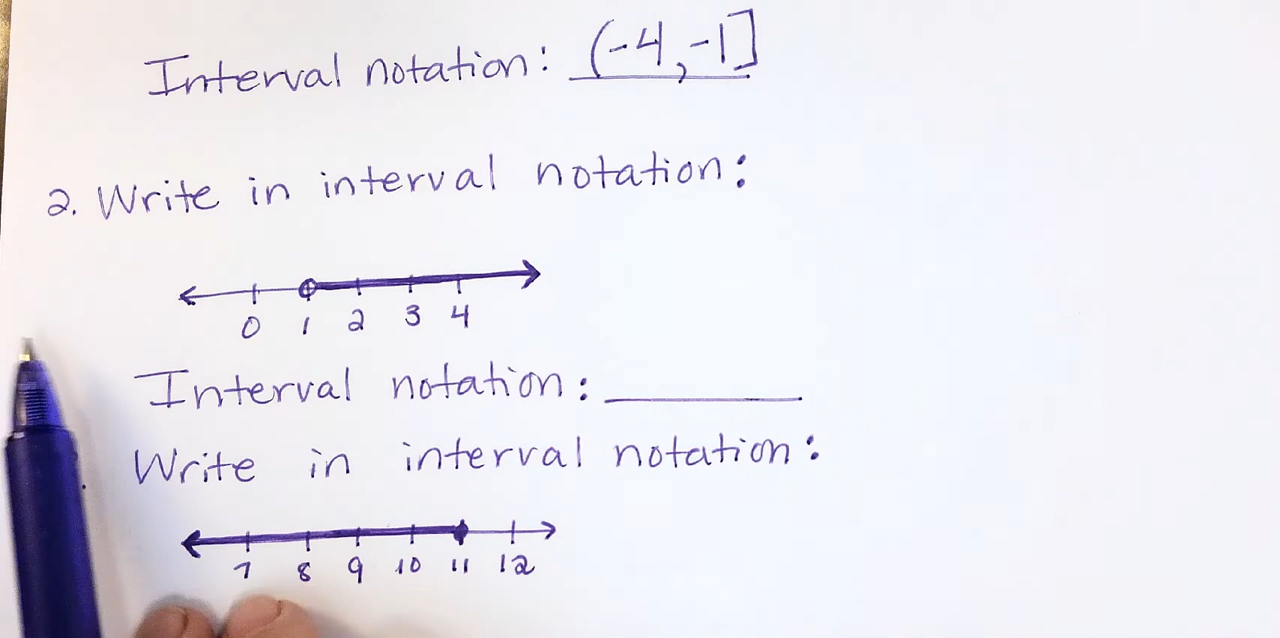 Interval notation: (-4,-1]
2. Write in interval notation:
0 1 2 3 4
Interval notation:
Write in interval notation:
7 8 9 10 11 12